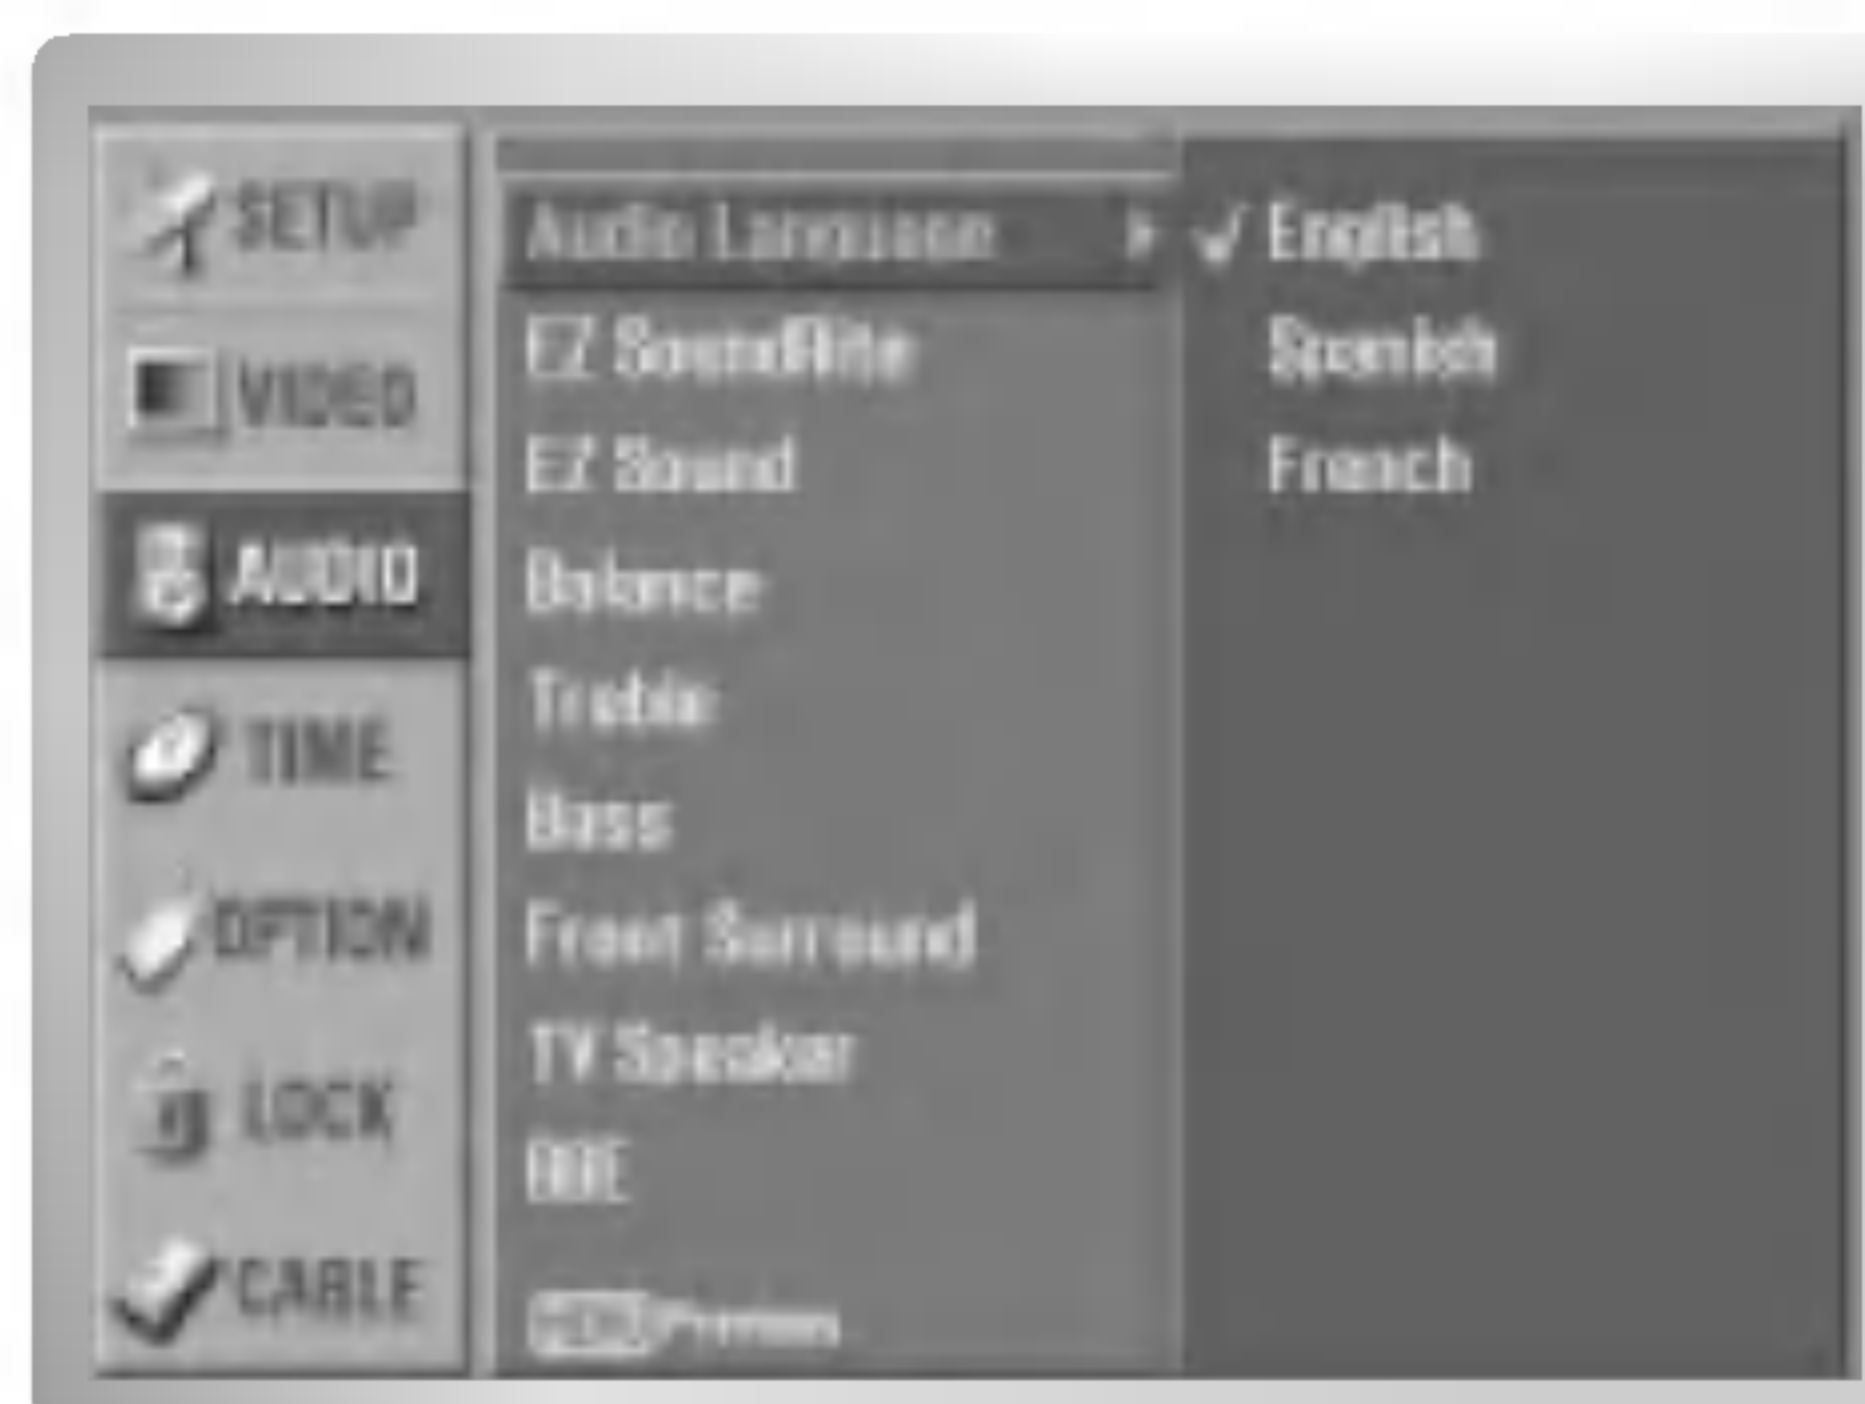 SETUP
VIDEO
AUDIO
TIME
OPTION
LOCK
CABLE
Audio Language
EZ SoundRite
EZ Sound
Balance
Treble
Bass
Front Surround
TV Speaker
Previous
English
Spanish
French